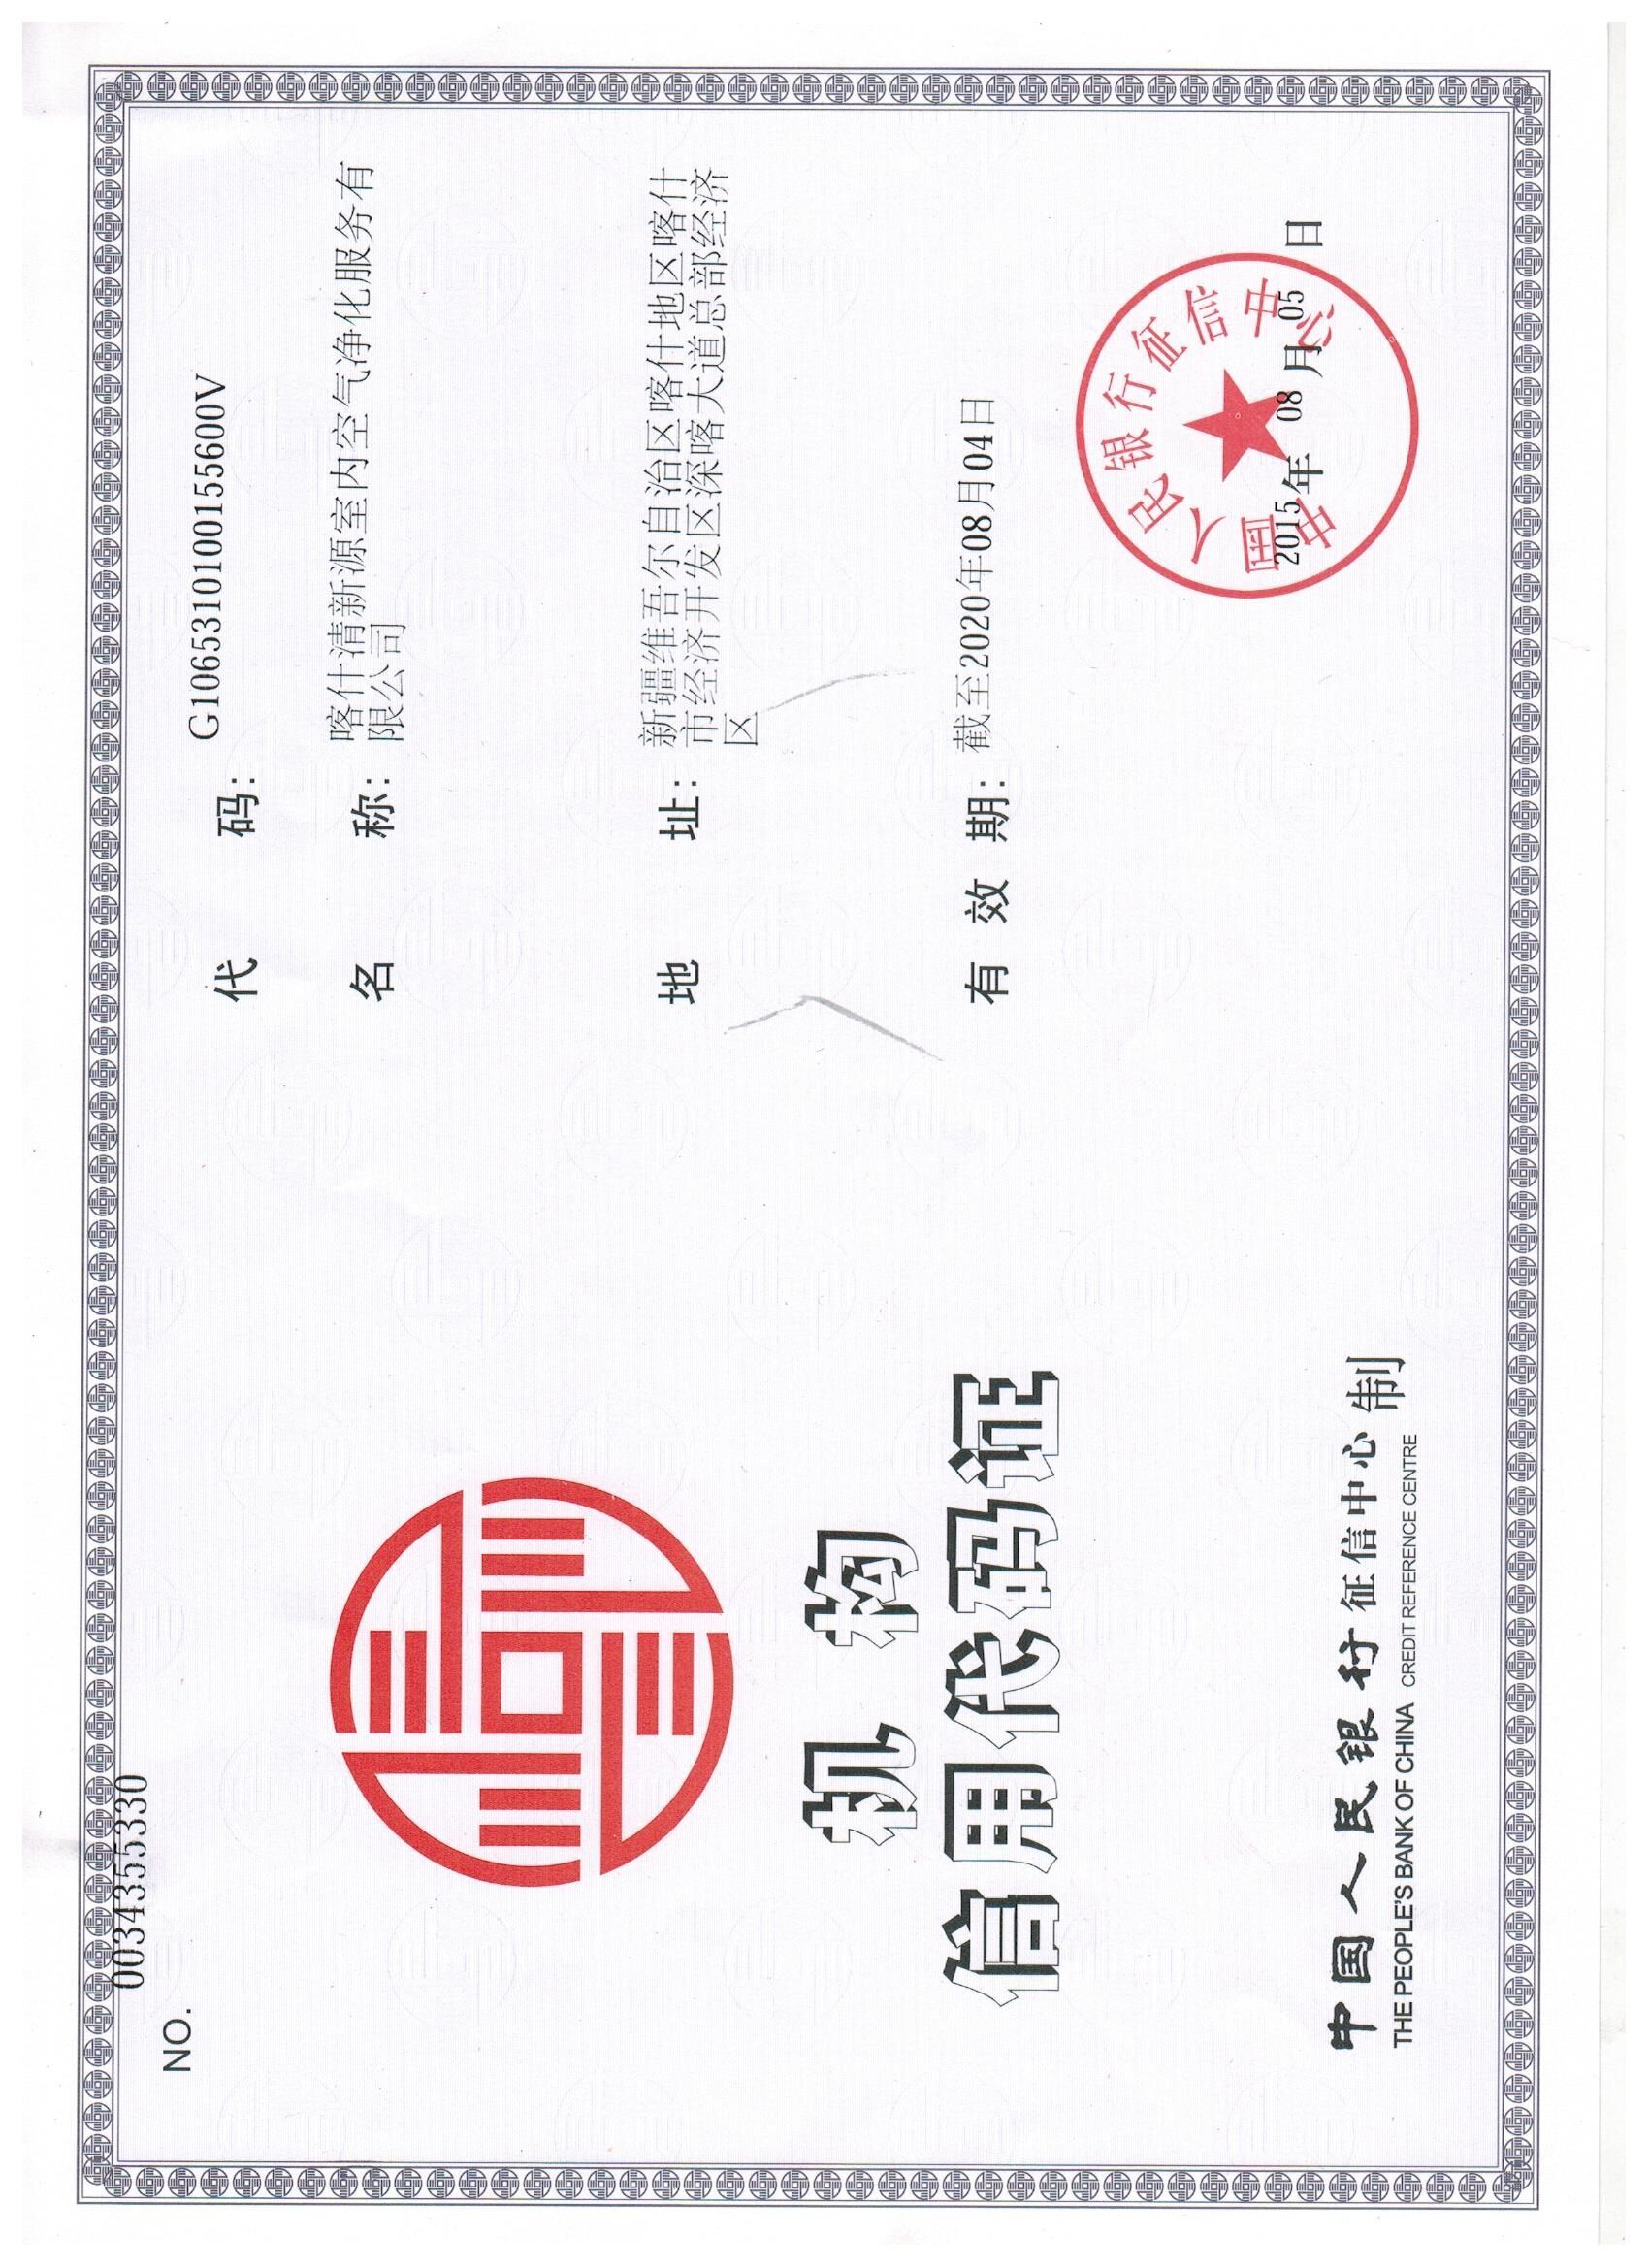 NO. 0034355330
机 构
信用代码证
中国人民银行征信中心 制
THE PEOPLE'S BANK OF CHINA CREDIT REFERENCE CENTRE
代 码: G1065310100155600V
名 称: 喀什清新源室内空气净化服务有
限公司
地 址: 新疆维吾尔自治区喀什地区喀什
市经济开发区深喀大道总部经济
区
有 效 期: 截至2020年08月04日
中国人民银行征信中心
2015年 08 月 05 日